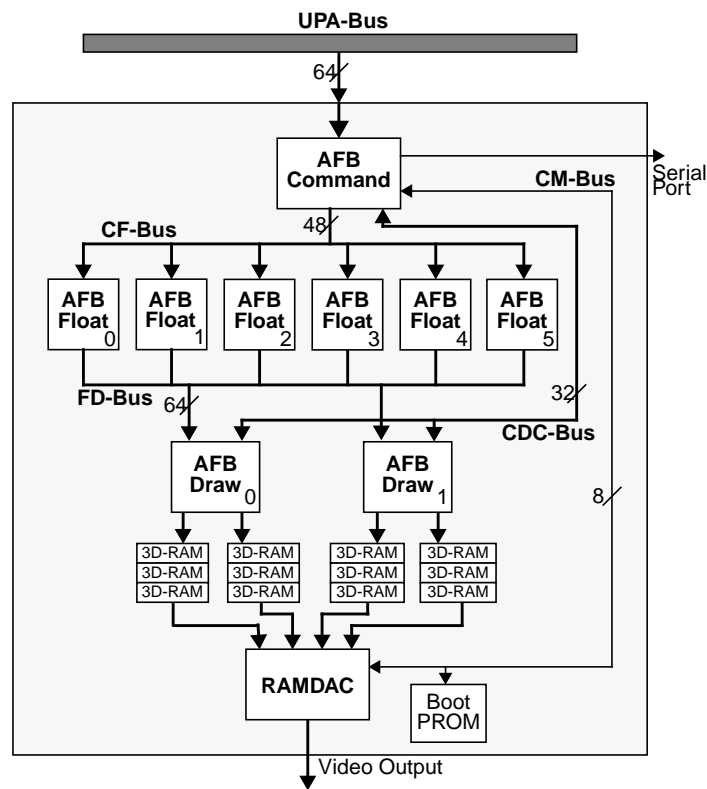 UPA-Bus
64
AFB
Command
Serial
Port
CM-Bus
48
CF-Bus
AFB
Float
0
AFB
Float
1
AFB
Float
2
AFB
Float
3
AFB
Float
4
AFB
Float
5
FD-Bus
64
32
CDC-Bus
AFB
Draw
0
AFB
Draw
1
8
3D-RAM
3D-RAM
3D-RAM
3D-RAM
3D-RAM
3D-RAM
3D-RAM
3D-RAM
3D-RAM
3D-RAM
3D-RAM
3D-RAM
RAMDAC
Boot
PROM
Video Output